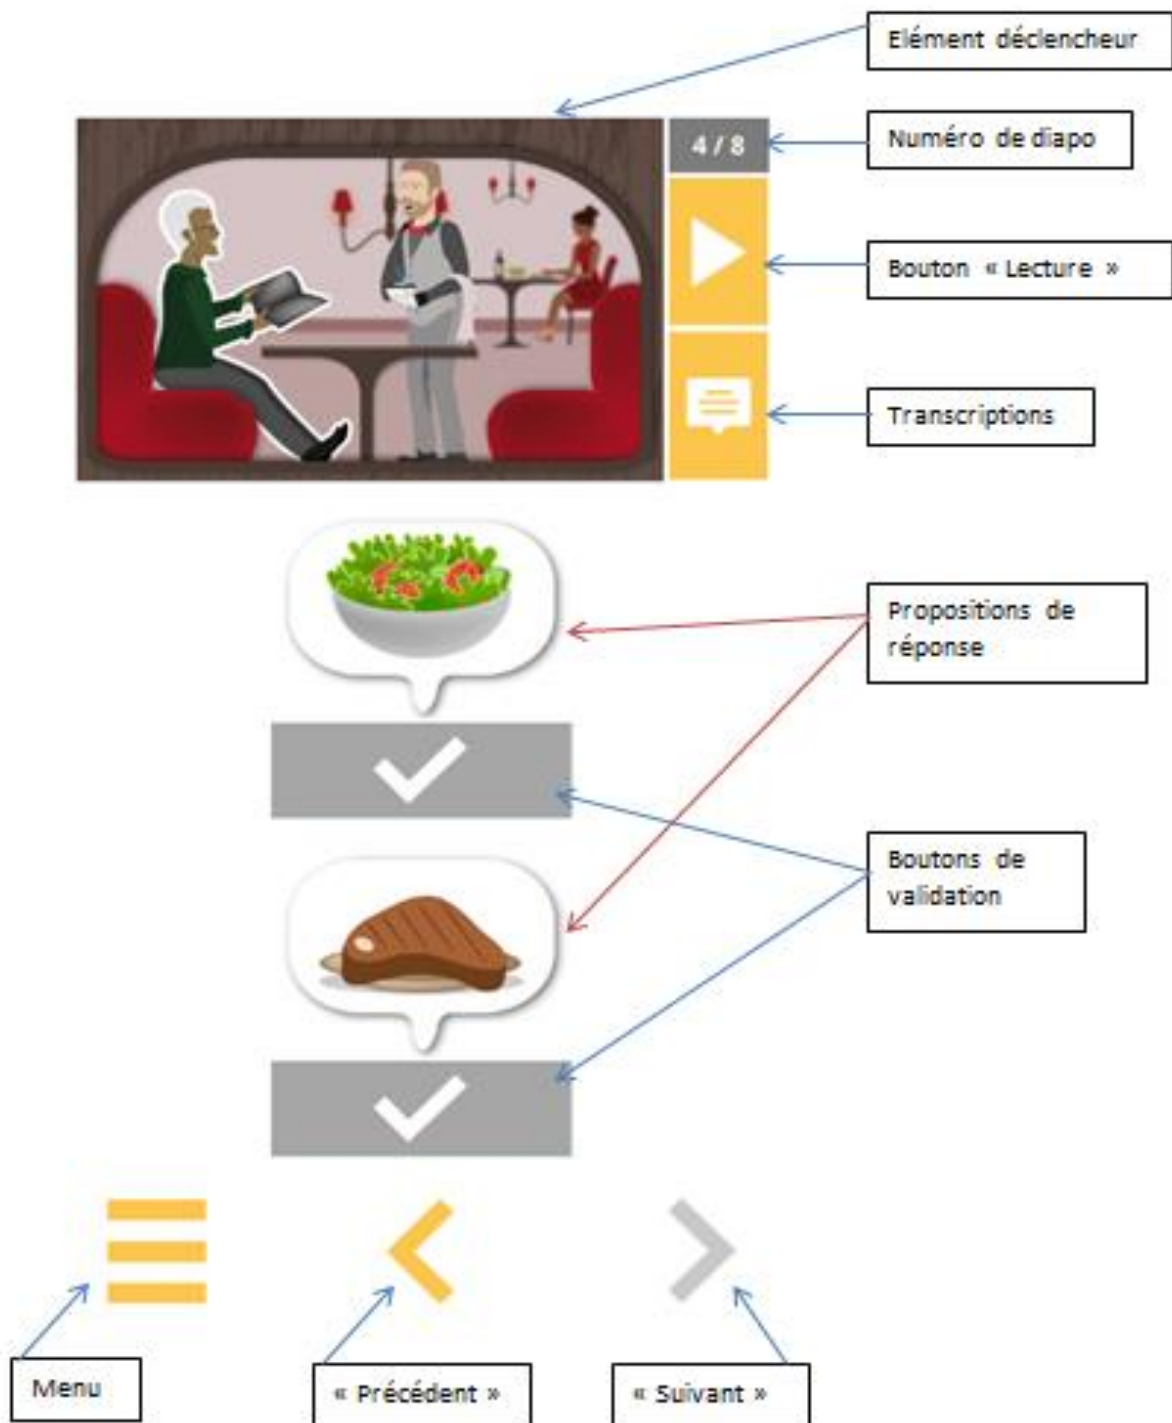 Elément déclencheur
4 / 8
Numéro de diapo
Bouton « Lecture »
Transcriptions
Propositions de
réponse
Boutons de
validation
Menu
« Précédent »
« Suivant »